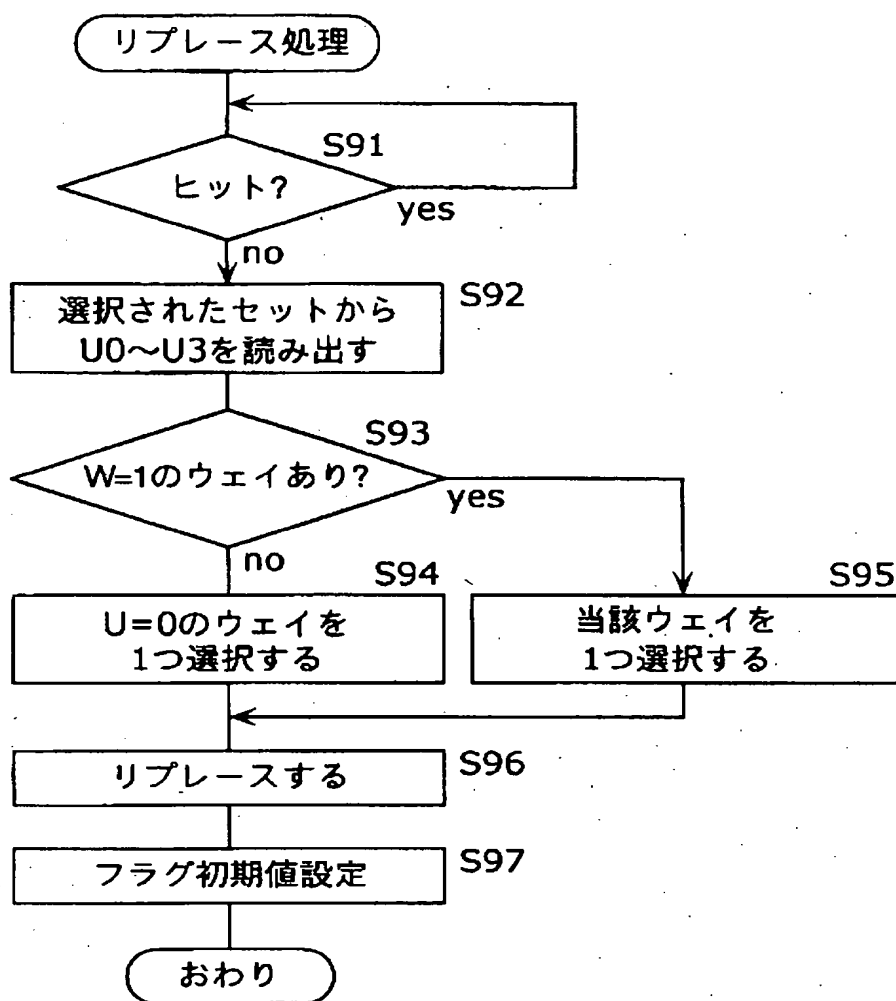 リプレース処理
S91
ヒット?
yes
no
S92
選択されたセットから
U0～U3を読み出す
S93
W=1のウェイあり?
yes
no
S94
U=0のウェイを
1つ選択する
S95
当該ウェイを
1つ選択する
リプレースする
S96
フラグ初期値設定
S97
おわり